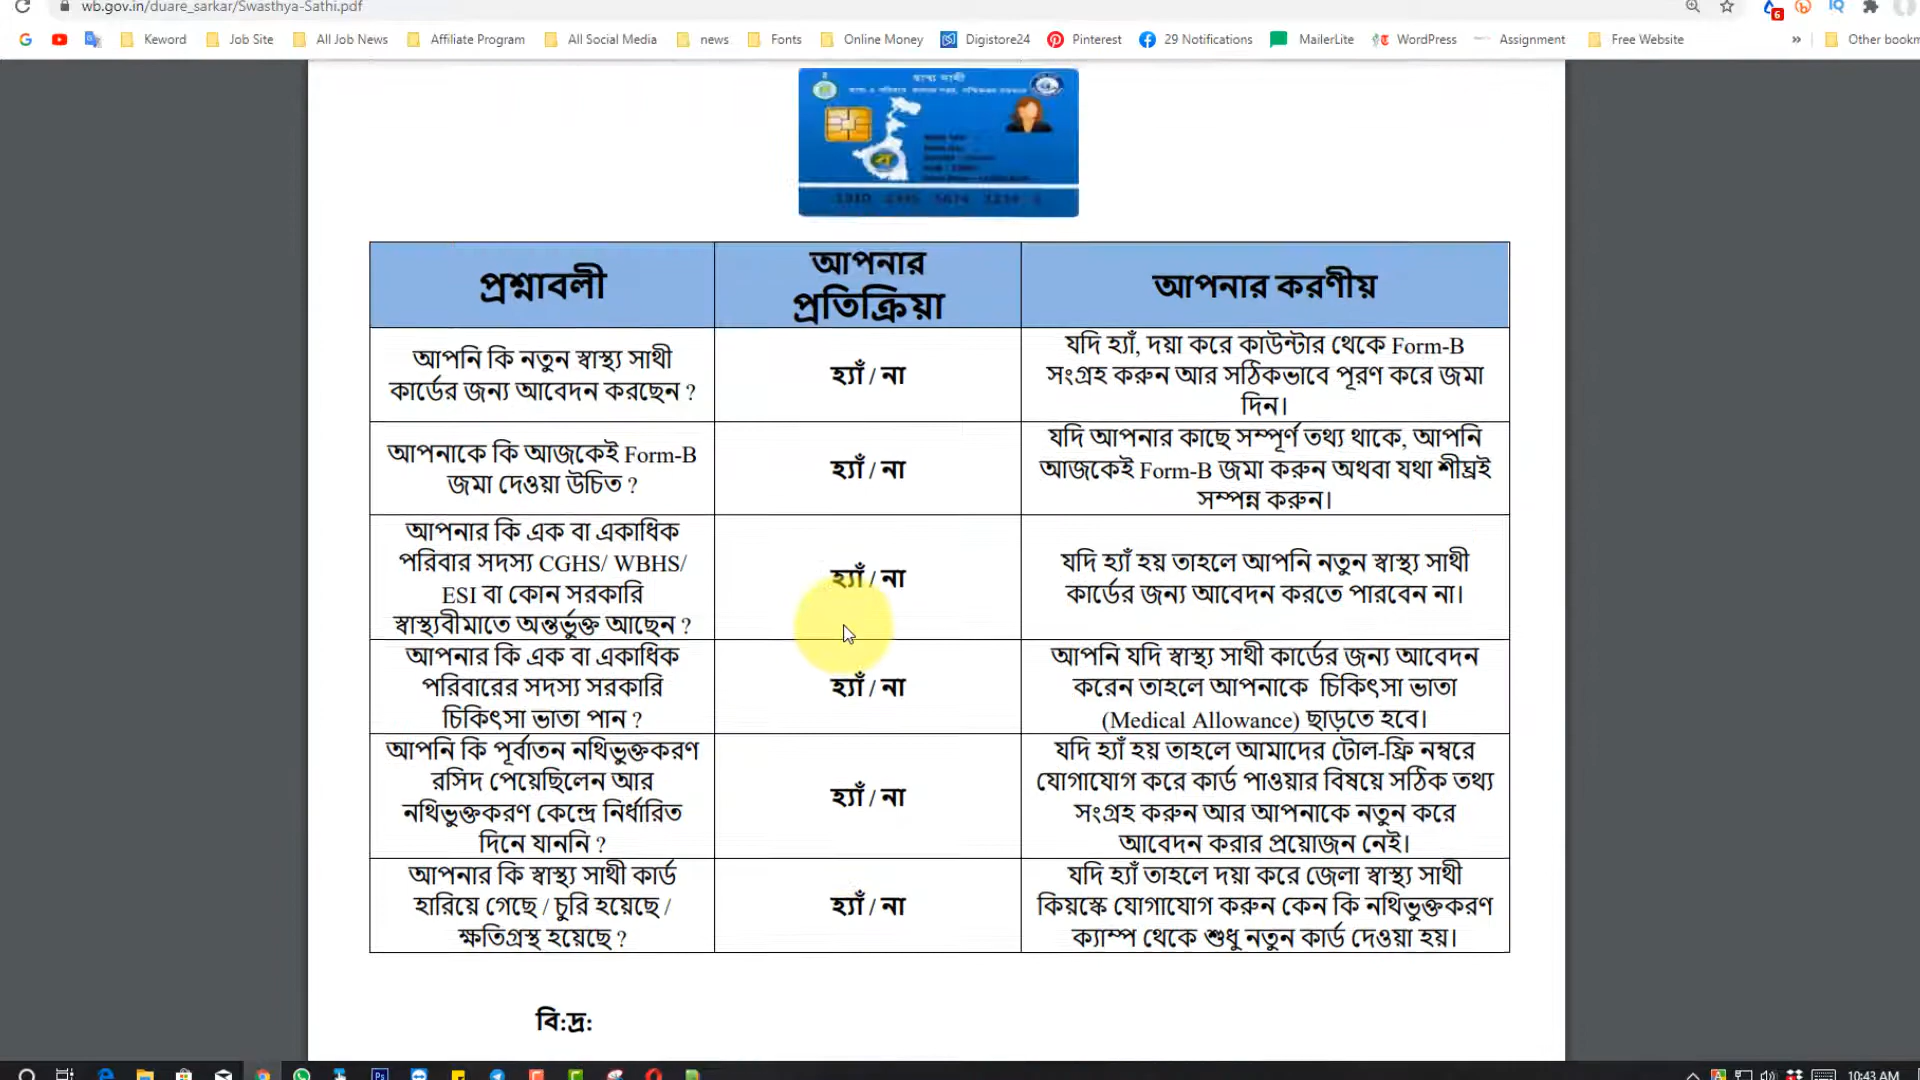 wb.gov.in/duare_sarkar/Swasthya-Sathi.pdf
6
Keword Job Site All Job News Affiliate Program All Social Media news Fonts Online Money Digistore24 Pinterest 29 Notifications MailerLite WordPress Assignment Free Website » Other bookm
স্বাস্থ্য সাথী
প্রশ্নাবলী
আপনার
প্রতিক্রিয়া
আপনার করণীয়
আপনি কি নতুন স্বাস্থ্য সাথী
কার্ডের জন্য আবেদন করছেন ?
হ্যাঁ / না
যদি হ্যাঁ, দয়া করে কাউন্টার থেকে Form-B
সংগ্রহ করুন আর সঠিকভাবে পূরণ করে জমা
দিন।
আপনাকে কি আজকেই Form-B
জমা দেওয়া উচিত ?
হ্যাঁ / না
যদি আপনার কাছে সম্পূর্ণ তথ্য থাকে, আপনি
আজকেই Form-B জমা করুন অথবা যথা শীঘ্রই
সম্পন্ন করুন।
আপনার কি এক বা একাধিক
পরিবার সদস্য CGHS/ WBHS/
ESI বা কোন সরকারি
স্বাস্থ্যবীমাতে অন্তর্ভুক্ত আছেন ?
হ্যাঁ / না
যদি হ্যাঁ হয় তাহলে আপনি নতুন স্বাস্থ্য সাথী
কার্ডের জন্য আবেদন করতে পারবেন না।
আপনার কি এক বা একাধিক
পরিবারের সদস্য সরকারি
চিকিৎসা ভাতা পান ?
হ্যাঁ / না
আপনি যদি স্বাস্থ্য সাথী কার্ডের জন্য আবেদন
করেন তাহলে আপনাকে চিকিৎসা ভাতা
(Medical Allowance) ছাড়তে হবে।
আপনি কি পূর্বাতন নথিভুক্তকরণ
রসিদ পেয়েছিলেন আর
নথিভুক্তকরণ কেন্দ্রে নির্ধারিত
দিনে যাননি ?
হ্যাঁ / না
যদি হ্যাঁ হয় তাহলে আমাদের টোল-ফ্রি নম্বরে
যোগাযোগ করে কার্ড পাওয়ার বিষয়ে সঠিক তথ্য
সংগ্রহ করুন আর আপনাকে নতুন করে
আবেদন করার প্রয়োজন নেই।
আপনার কি স্বাস্থ্য সাথী কার্ড
হারিয়ে গেছে / চুরি হয়েছে /
ক্ষতিগ্রস্থ হয়েছে ?
হ্যাঁ / না
যদি হ্যাঁ তাহলে দয়া করে জেলা স্বাস্থ্য সাথী
কিয়স্কে যোগাযোগ করুন কেন কি নথিভুক্তকরণ
ক্যাম্প থেকে শুধু নতুন কার্ড দেওয়া হয়।
বি:দ্র:
10:43 AM